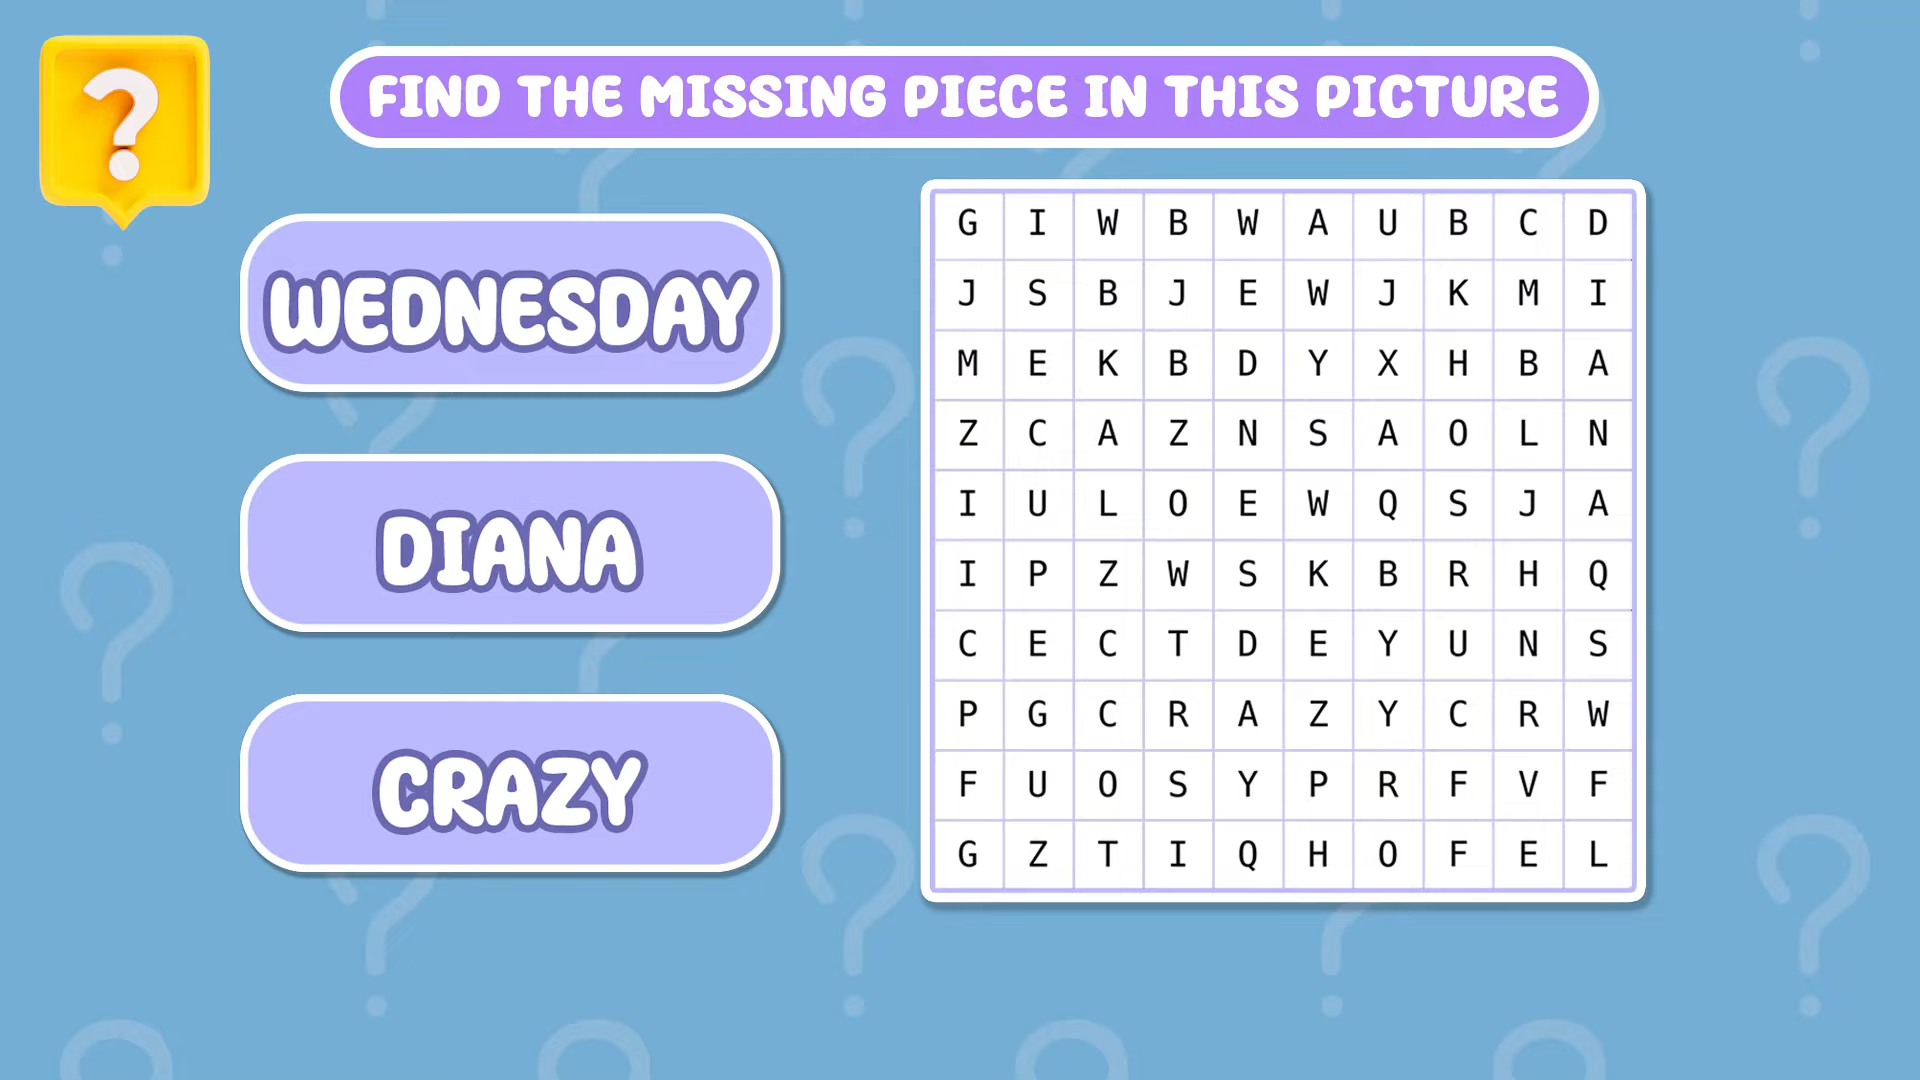 ?
FIND THE MISSING PIECE IN THIS PICTURE
WEDNESDAY
DIANA
CRAZY
G I W B W A U B C D
J S B J E W J K M I
M E K B D Y X H B A
Z C A Z N S A O L N
I U L O E W Q S J A
I P Z W S K B R H Q
C E C T D E Y U N S
P G C R A Z Y C R W
F U O S Y P R F V F
G Z T I Q H O F E L